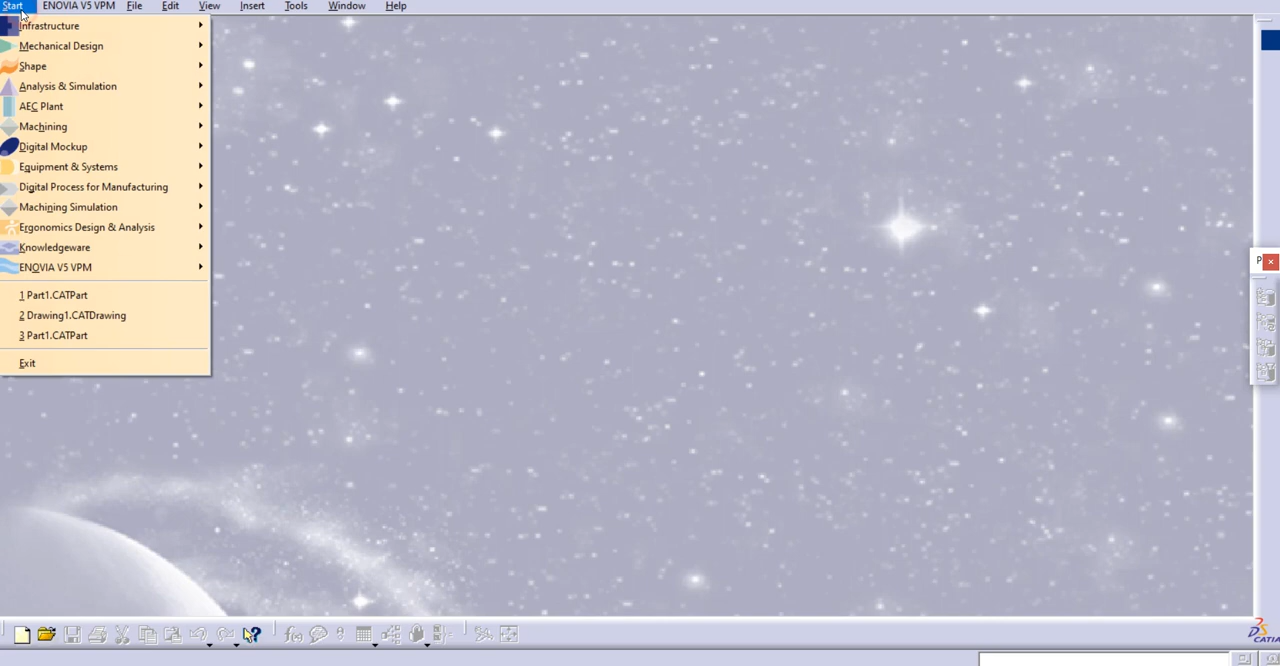 Start ENOVIA V5 VPM File Edit View Insert Tools Window Help
Infrastructure
Mechanical Design
Shape
Analysis & Simulation
AEC Plant
Machining
Digital Mockup
Equipment & Systems
Digital Process for Manufacturing
Machining Simulation
Ergonomics Design & Analysis
Knowledgeware
ENOVIA V5 VPM
1 Part1.CATPart
2 Drawing1.CATDrawing
3 Part1.CATPart
Exit
P
f(x)
CATIA